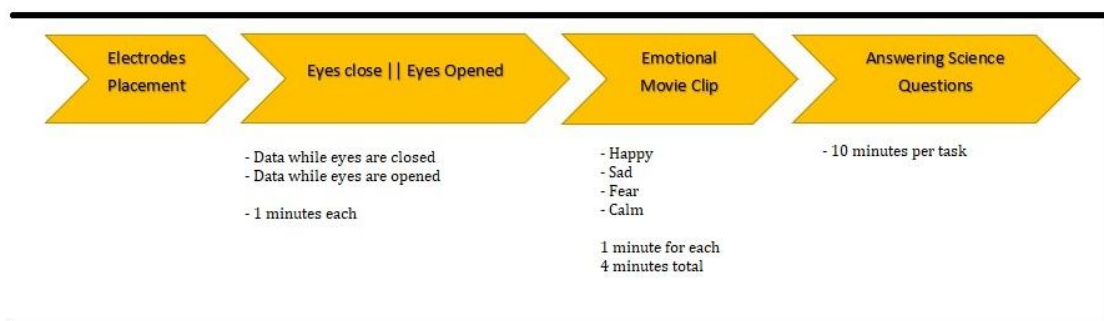 Electrodes
Placement
Eyes close || Eyes Opened
Emotional
Movie Clip
Answering Science
Questions
- Data while eyes are closed
- Data while eyes are opened
- 1 minutes each
- Happy
- Sad
- Fear
- Calm
1 minute for each
4 minutes total
- 10 minutes per task